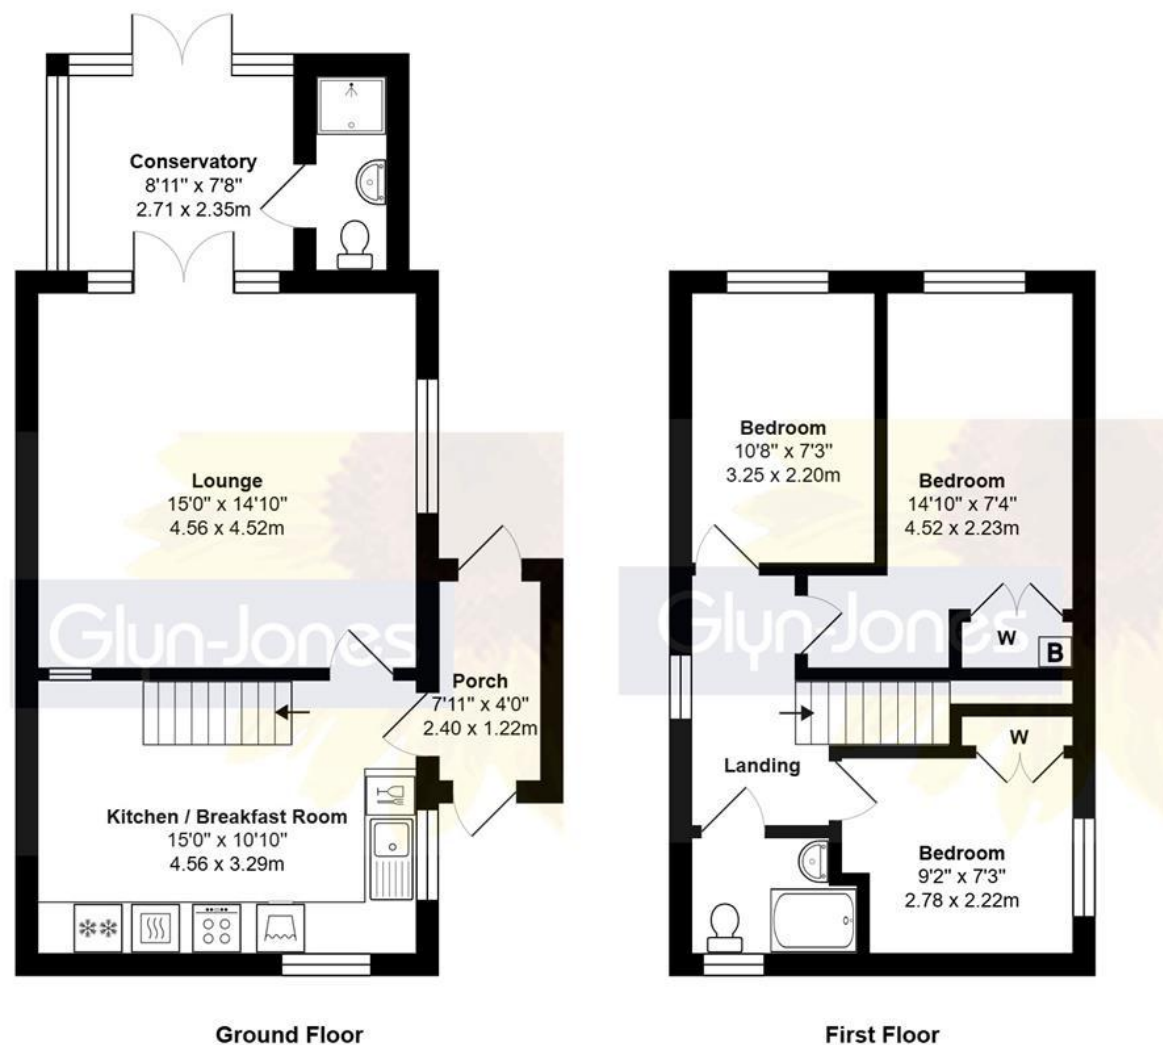 Conservatory
8'11" x 7'8"
2.71 x 2.35m
Lounge
15'0" x 14'10"
4.56 x 4.52m
Glyn-Jones
Porch
7'11" x 4'0"
2.40 x 1.22m
Kitchen / Breakfast Room
15'0" x 10'10"
4.56 x 3.29m
Ground Floor
Bedroom
10'8" x 7'3"
3.25 x 2.20m
Bedroom
14'10" x 7'4"
4.52 x 2.23m
Glyn-Jones
W
B
W
Landing
Bedroom
9'2" x 7'3"
2.78 x 2.22m
First Floor